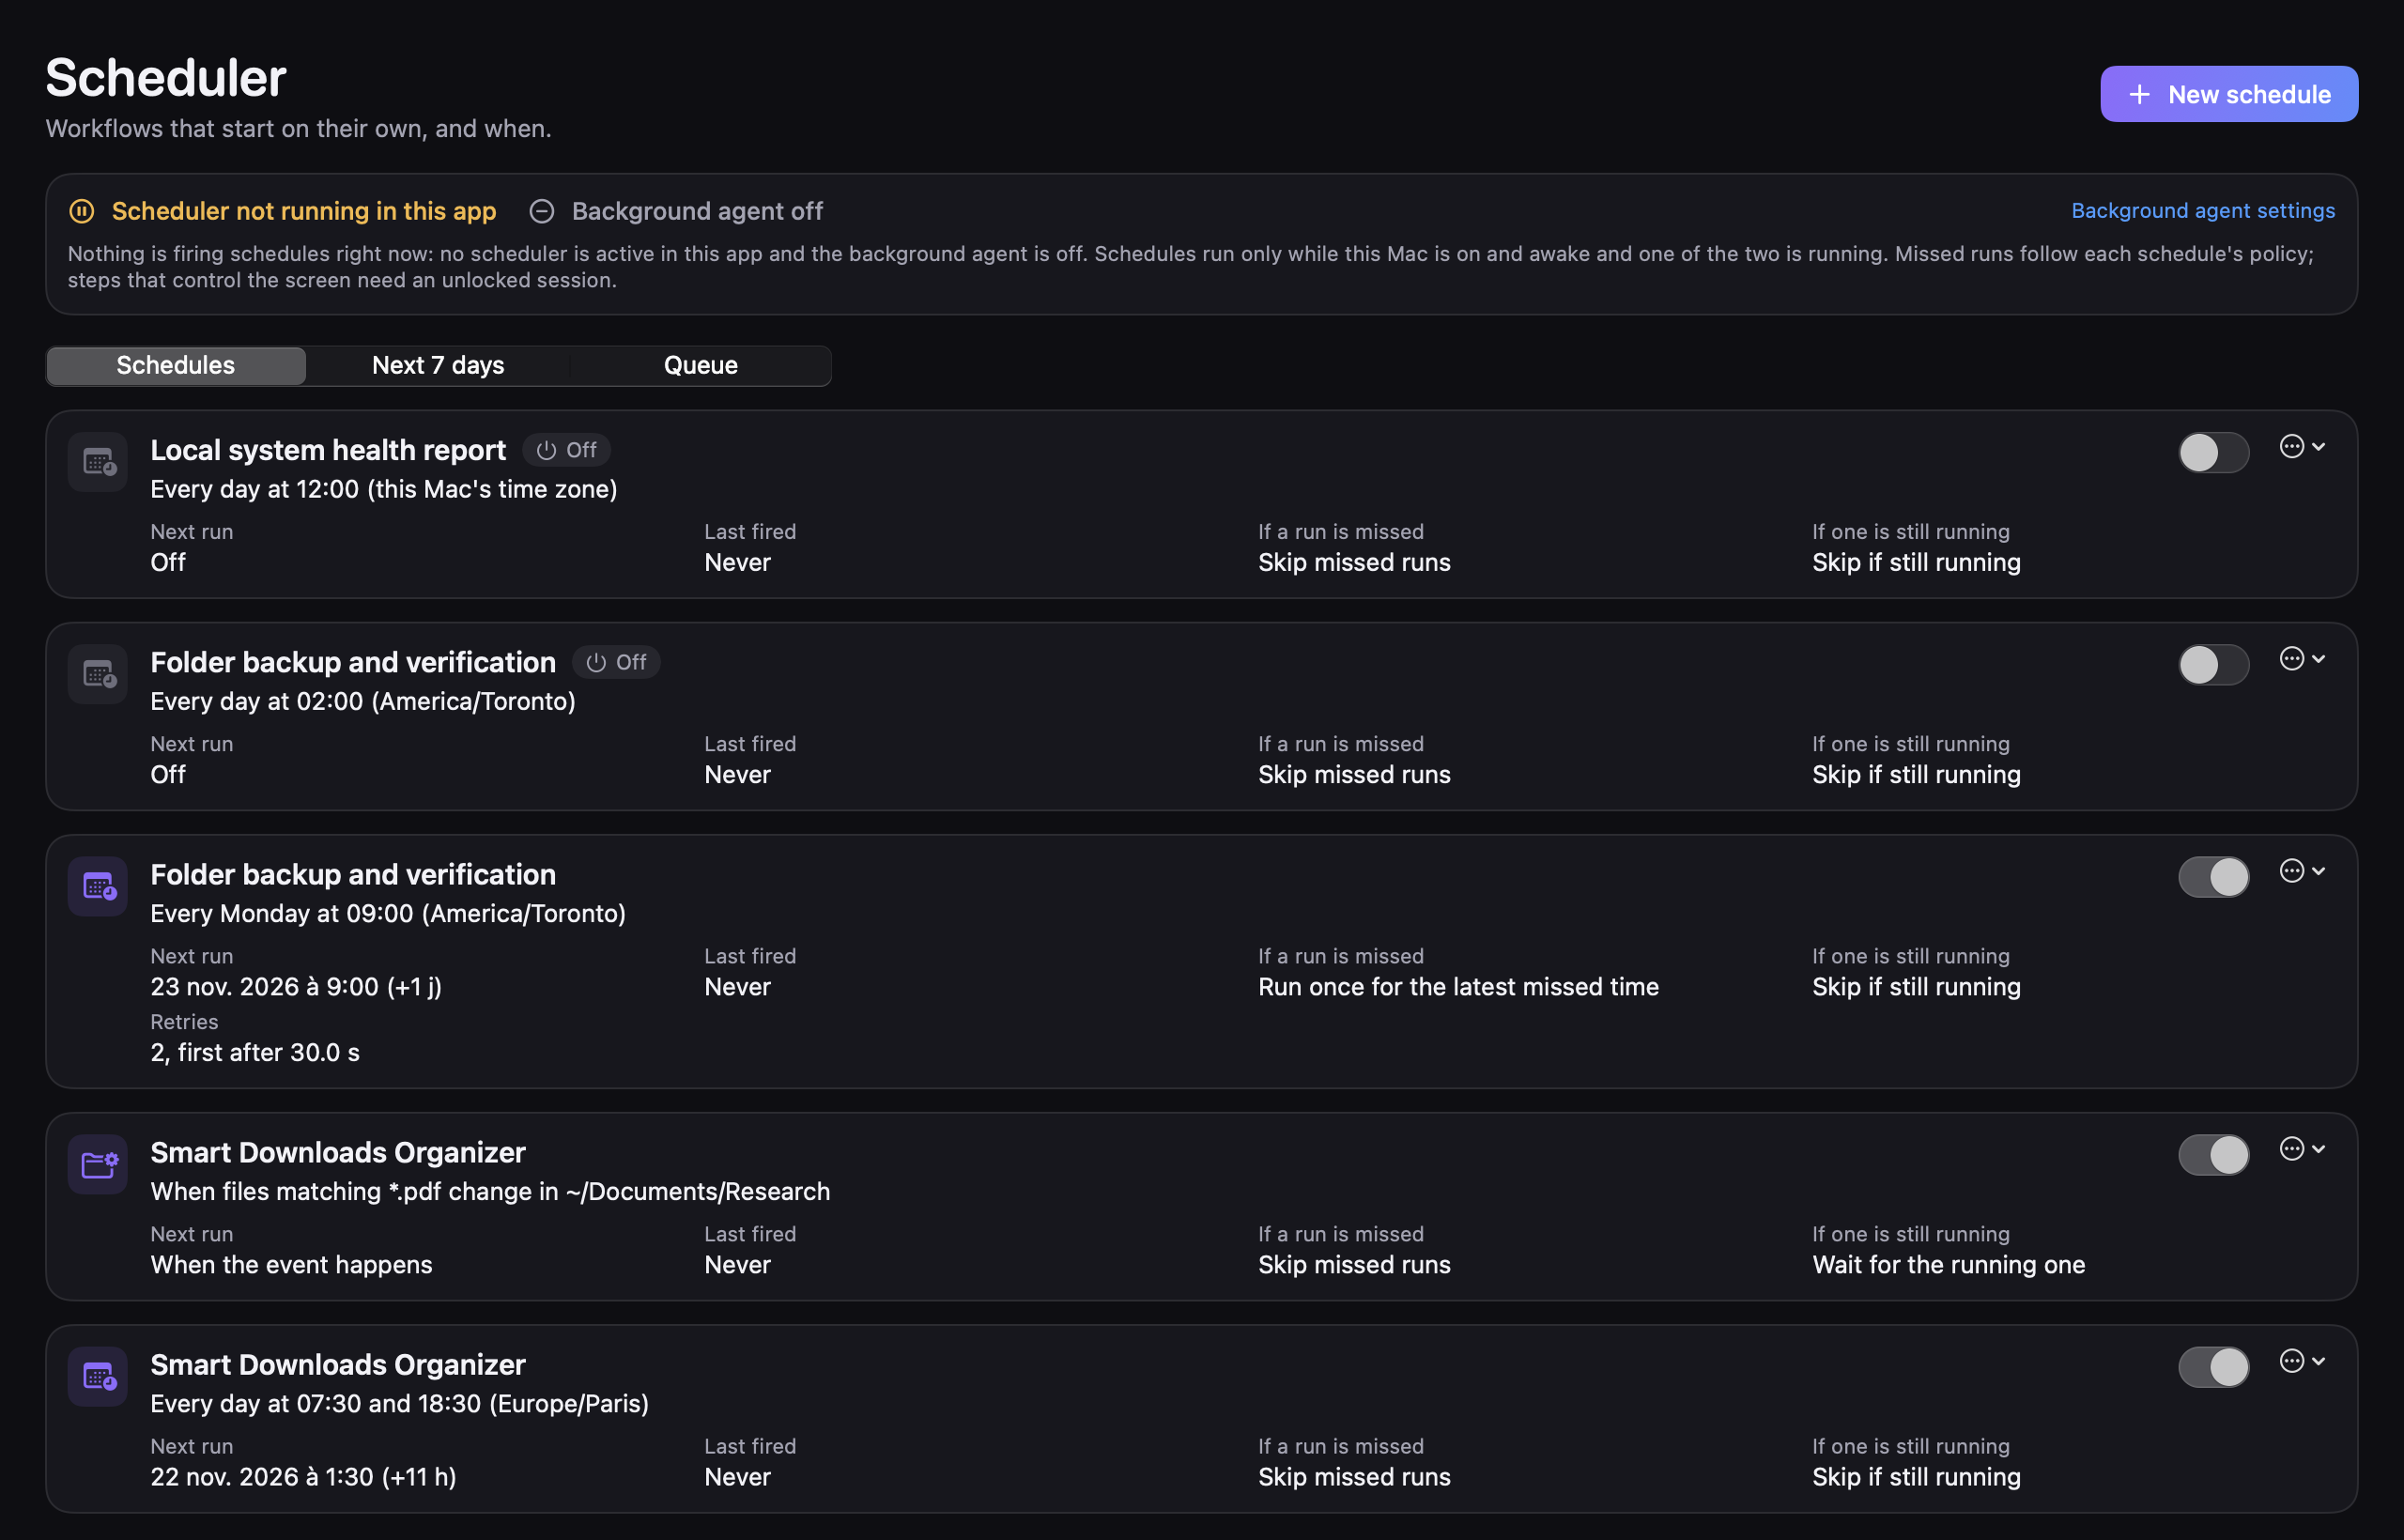 Scheduler
Workflows that start on their own, and when.
New schedule
Scheduler not running in this app
Background agent off
Background agent settings
Nothing is firing schedules right now: no scheduler is active in this app and the background agent is off. Schedules run only while this Mac is on and awake and one of the two is running. Missed runs follow each schedule's policy;
steps that control the screen need an unlocked session.
Schedules
Next 7 days
Queue
Local system health report
Off
Every day at 12:00 (this Mac's time zone)
Next run
Off
Last fired
Never
If a run is missed
Skip missed runs
If one is still running
Skip if still running
Folder backup and verification
Off
Every day at 02:00 (America/Toronto)
Next run
Off
Last fired
Never
If a run is missed
Skip missed runs
If one is still running
Skip if still running
Folder backup and verification
Every Monday at 09:00 (America/Toronto)
Next run
23 nov. 2026 à 9:00 (+1 j)
Last fired
Never
If a run is missed
Run once for the latest missed time
If one is still running
Skip if still running
Retries
2, first after 30.0 s
Smart Downloads Organizer
When files matching *.pdf change in ~/Documents/Research
Next run
When the event happens
Last fired
Never
If a run is missed
Skip missed runs
If one is still running
Wait for the running one
Smart Downloads Organizer
Every day at 07:30 and 18:30 (Europe/Paris)
Next run
22 nov. 2026 à 1:30 (+11 h)
Last fired
Never
If a run is missed
Skip missed runs
If one is still running
Skip if still running